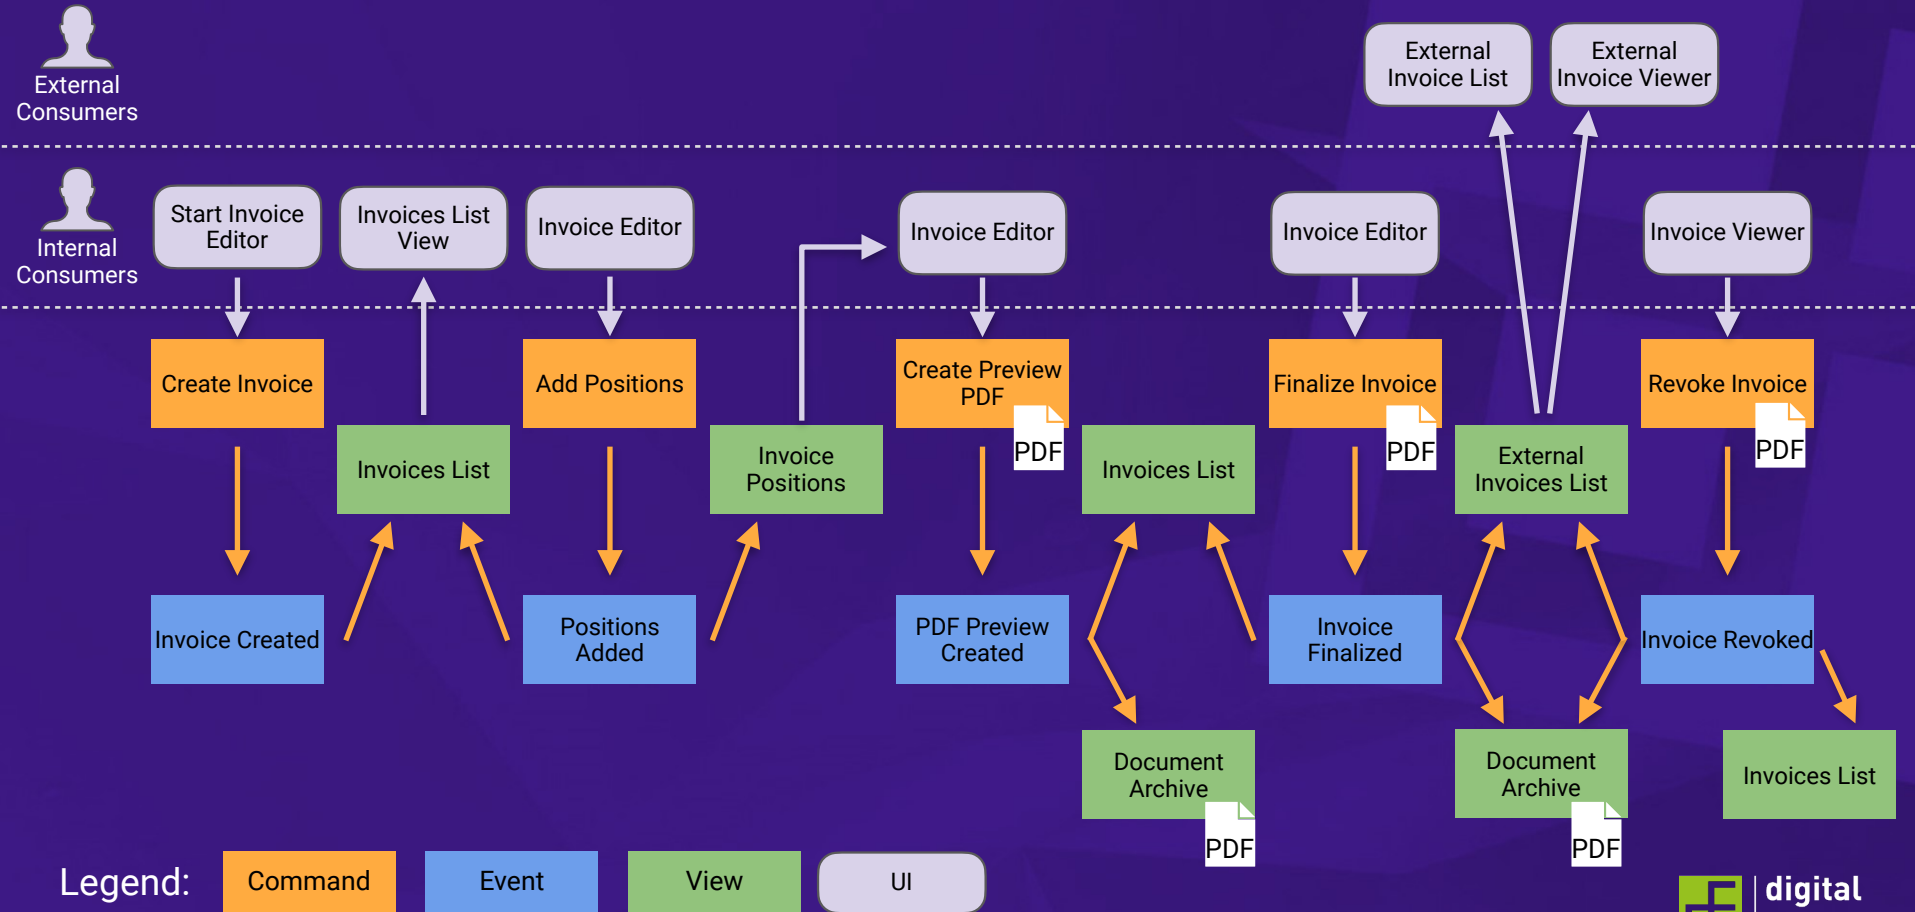 External
Consumers
External
Invoice List
External
Invoice Viewer
Internal
Consumers
Start Invoice
Editor
Invoices List
View
Invoice Editor
Invoice Editor
Invoice Editor
Invoice Viewer
Create Invoice
Add Positions
Create Preview
PDF
PDF
Finalize Invoice
PDF
Revoke Invoice
PDF
Invoices List
Invoice
Positions
Invoices List
External
Invoices List
Invoice Created
Positions
Added
PDF Preview
Created
Invoice
Finalized
Invoice Revoked
Document
Archive
PDF
Document
Archive
PDF
Invoices List
Legend:
Command
Event
View
UI
digital